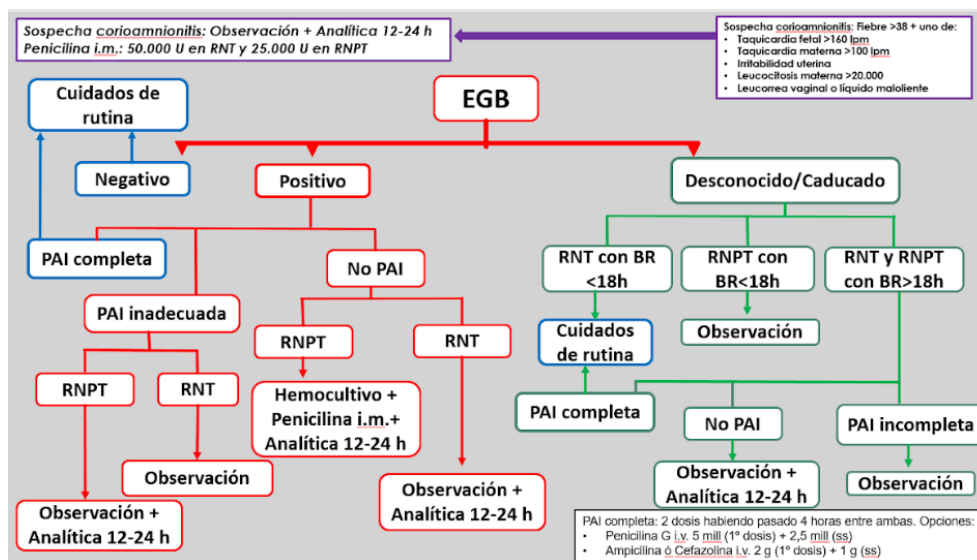 Sospecha corioamnionitis: Observación + Analítica 12-24 h
Penicilina i.m.: 50.000 U en RNT y 25.000 U en RNPT
Sospecha corioamnionitis: Fiebre >38 + uno de:
• Taquicardia fetal >160 lpm
• Taquicardia materna >100 lpm
• Irritabilidad uterina
• Leucocitosis materna >20.000
• Leucorrea vaginal o líquido maloliente
Cuidados de
rutina
EGB
Negativo
Positivo
Desconocido/Caducado
PAI completa
No PAI
RNT con BR
<18h
RNPT con
BR<18h
RNT y RNPT
con BR>18h
PAI inadecuada
RNPT
RNT
Cuidados
de rutina
Observación
RNPT
RNT
Hemocultivo +
Penicilina i.m.+
Analítica 12-24 h
PAI completa
No PAI
PAI incompleta
Observación
Observación +
Analítica 12-24 h
Observación +
Analítica 12-24 h
Observación +
Analítica 12-24 h
Observación
PAI completa: 2 dosis habiendo pasado 4 horas entre ambas. Opciones:
• Penicilina G i.v. 5 mill (1º dosis) + 2,5 mill (ss)
• Ampicilina ó Cefazolina i.v. 2 g (1º dosis) + 1 g (ss)